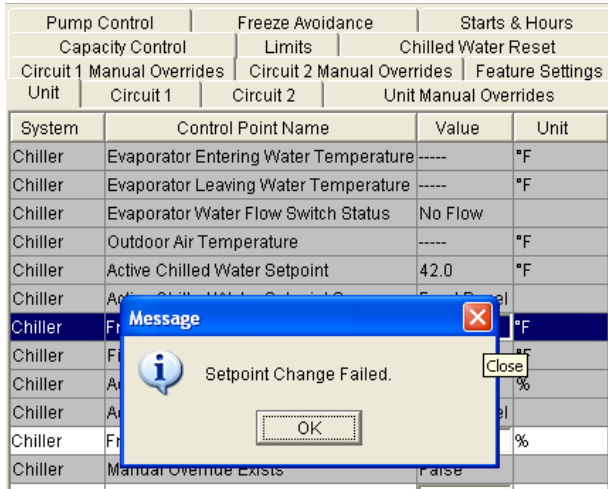 Pump Control Freeze Avoidance Starts & Hours
Capacity Control Limits Chilled Water Reset
Circuit 1 Manual Overrides Circuit 2 Manual Overrides Feature Settings
Unit Circuit 1 Circuit 2 Unit Manual Overrides
System Control Point Name Value Unit
Chiller Evaporator Entering Water Temperature ----- °F
Chiller Evaporator Leaving Water Temperature ----- °F
Chiller Evaporator Water Flow Switch Status No Flow
Chiller Outdoor Air Temperature ----- °F
Chiller Active Chilled Water Setpoint 42.0 °F
Chiller
Chiller Fr °F
Chiller Fi °F
Chiller %
Chiller
Chiller Fr %
Chiller Manual Override Exists False
Message
Setpoint Change Failed.
OK
Close